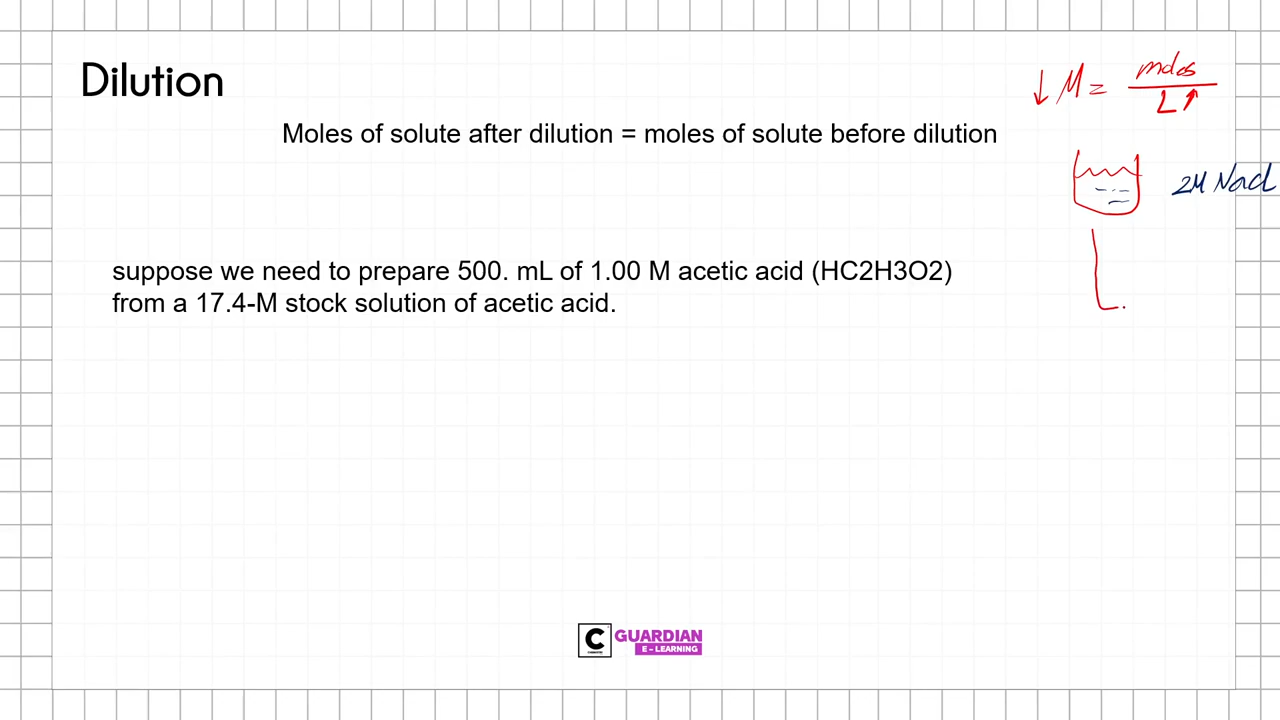 Dilution
M = moles / L
Moles of solute after dilution = moles of solute before dilution
2M Nacl
suppose we need to prepare 500. mL of 1.00 M acetic acid (HC2H3O2)
from a 17.4-M stock solution of acetic acid.
C
GUARDIAN
E - LEARNING